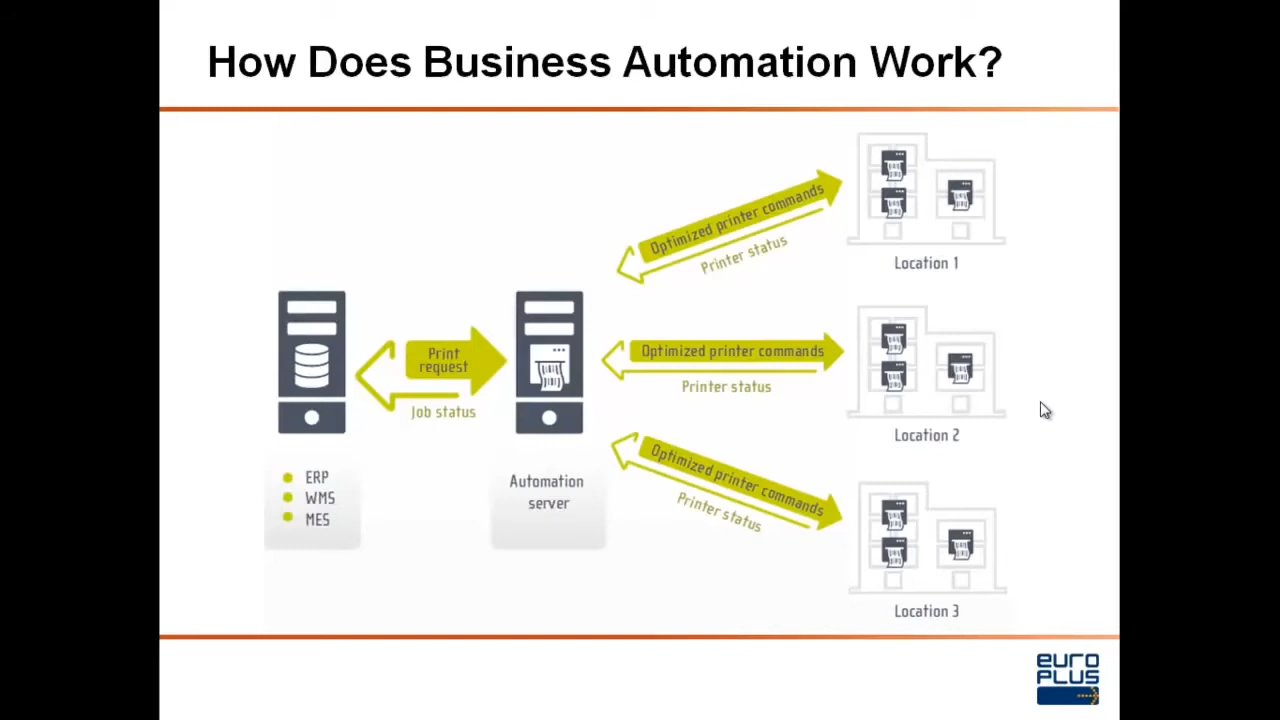 How Does Business Automation Work?
Print
request
Job status
ERP
WMS
MES
Automation
server
Optimized printer commands
Printer status
Location 1
Optimized printer commands
Printer status
Location 2
Optimized printer commands
Printer status
Location 3
euro
PLUS